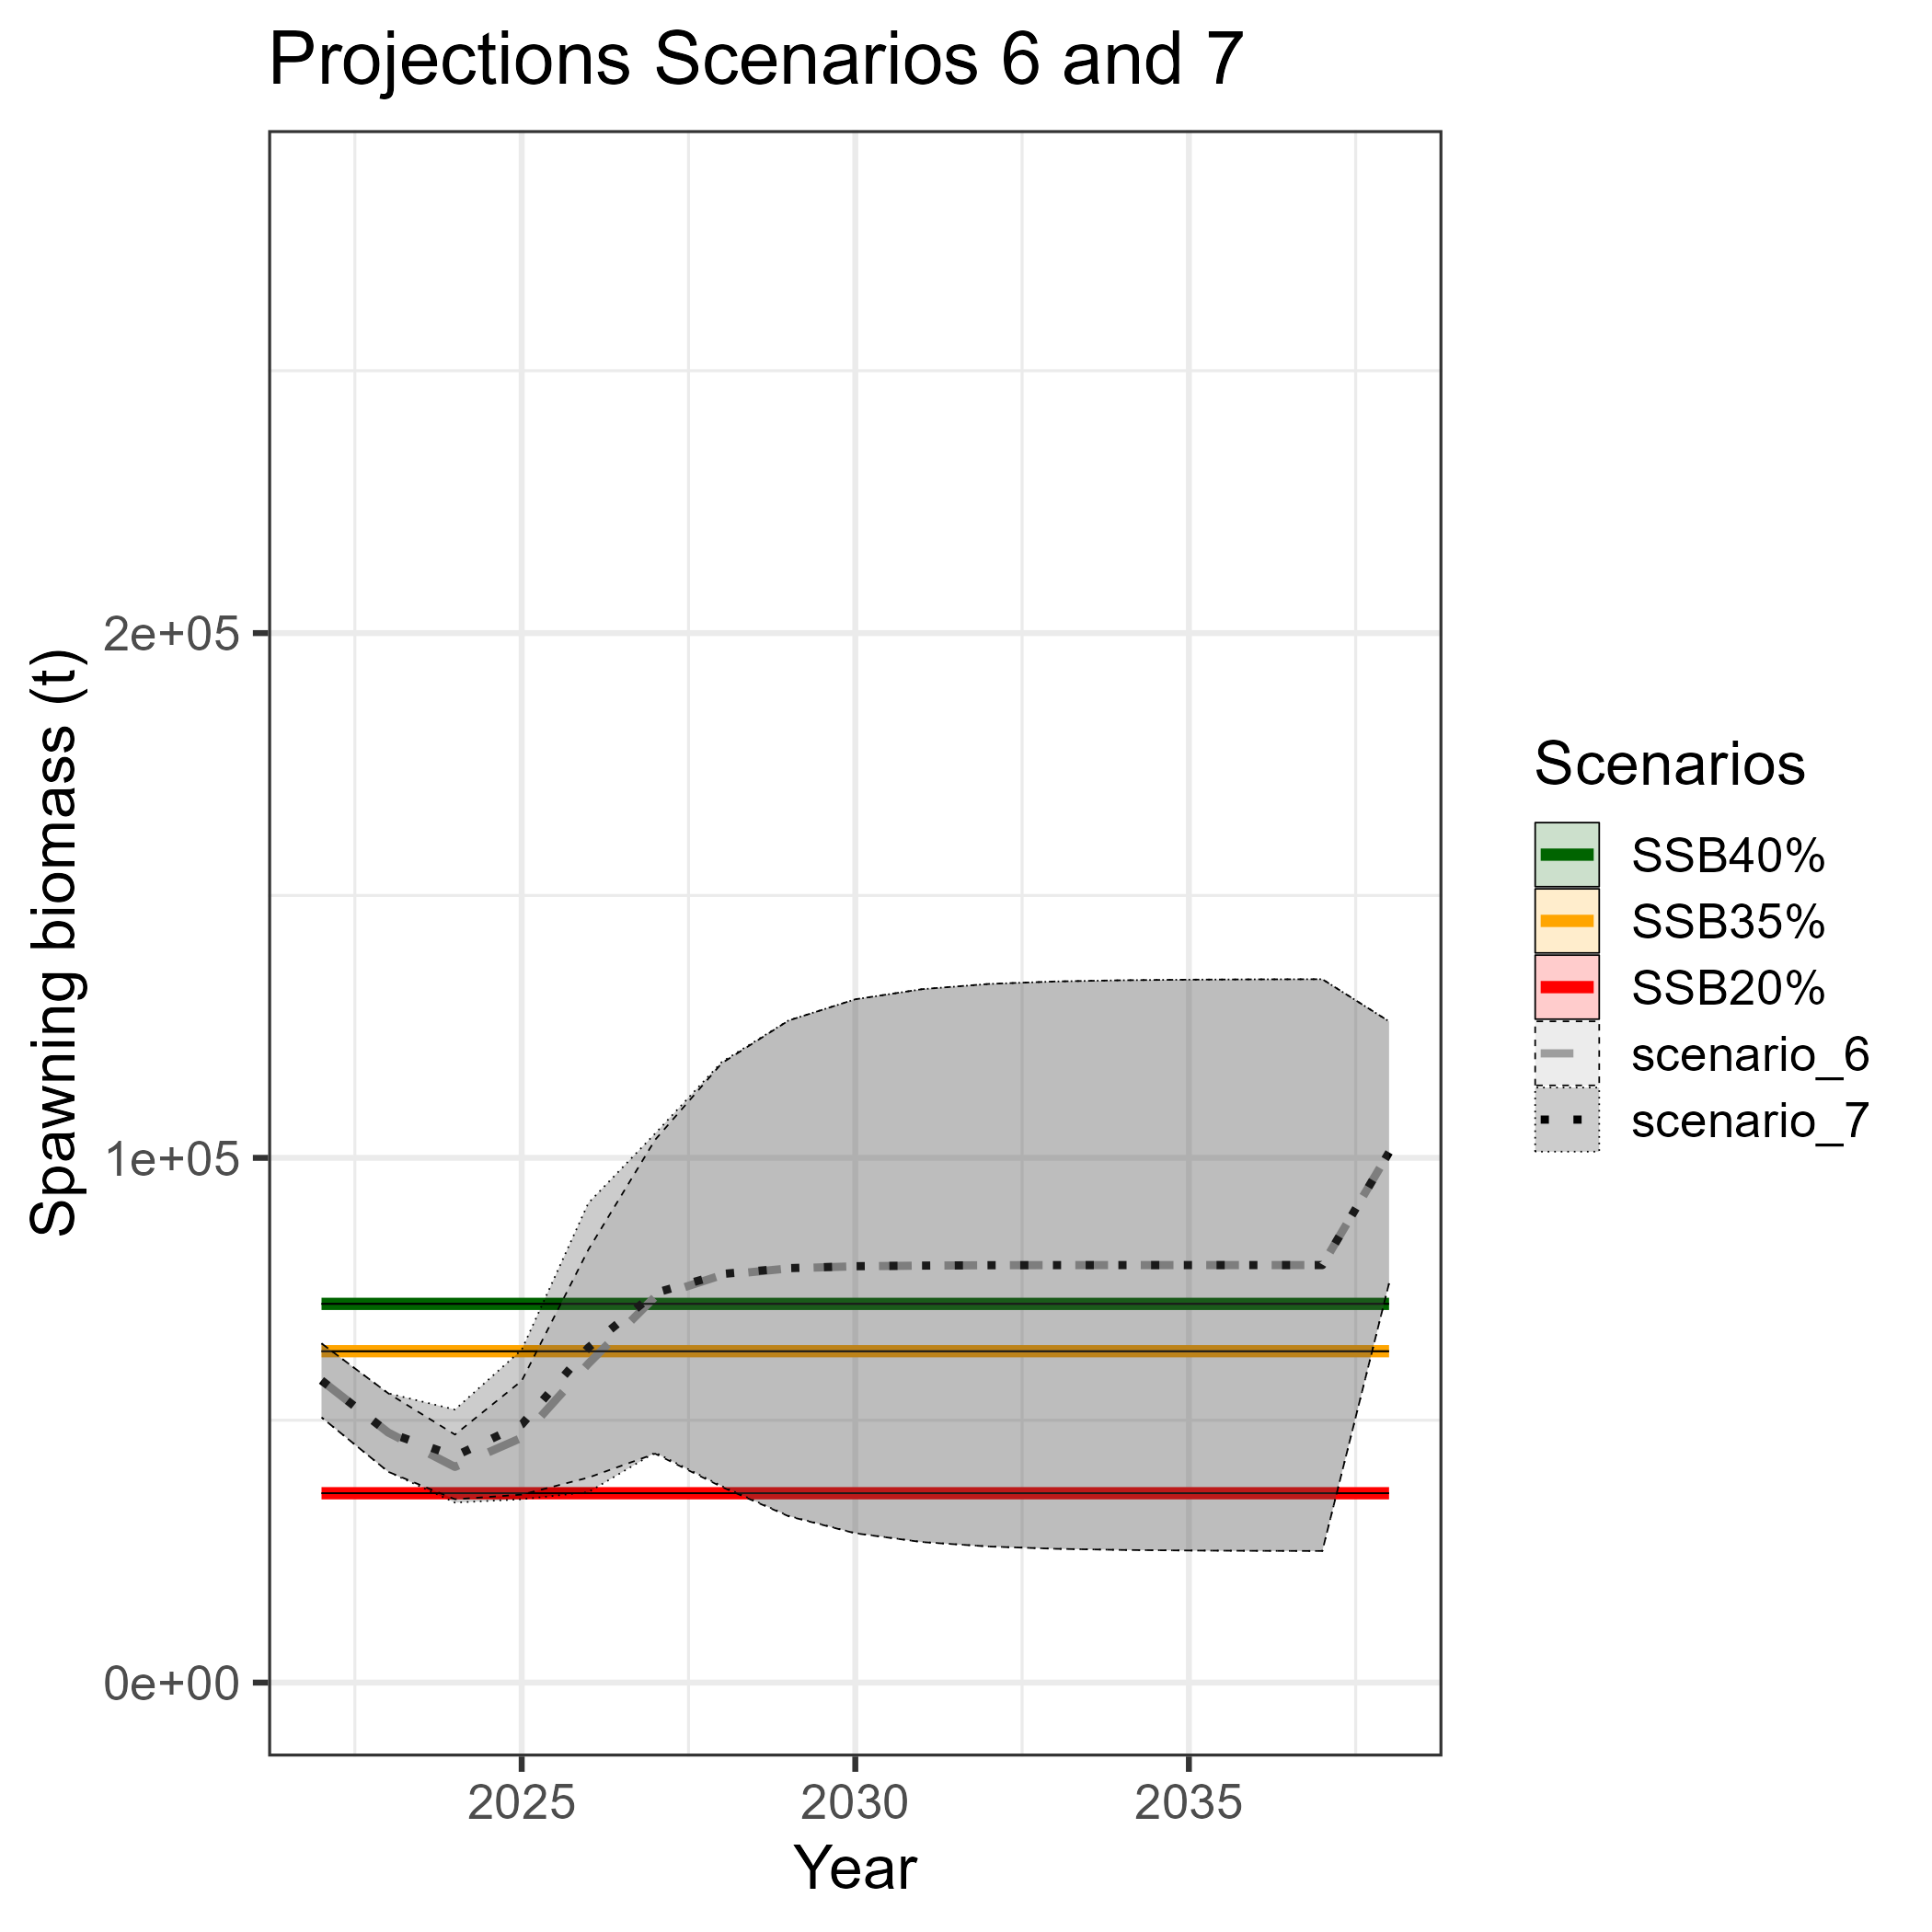 Projections Scenarios 6 and 7
Spawning biomass (t)
2e+05
1e+05
0e+00
2025
2030
2035
Year
Scenarios
SSB40%
SSB35%
SSB20%
scenario_6
scenario_7